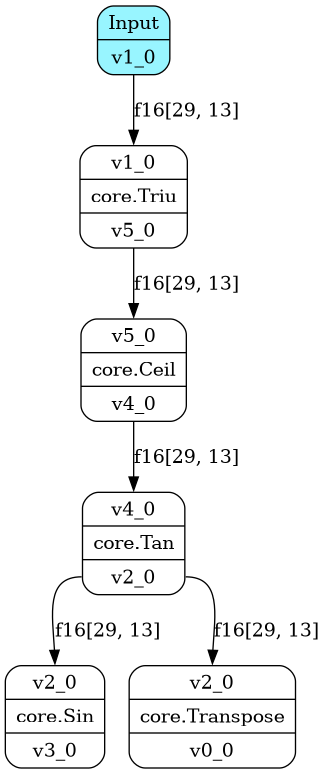 Input
v1_0
f16[29, 13]
v1_0
core.Triu
v5_0
f16[29, 13]
v5_0
core.Ceil
v4_0
f16[29, 13]
v4_0
core.Tan
v2_0
f16[29, 13]
f16[29, 13]
v2_0
core.Sin
v3_0
v2_0
core.Transpose
v0_0